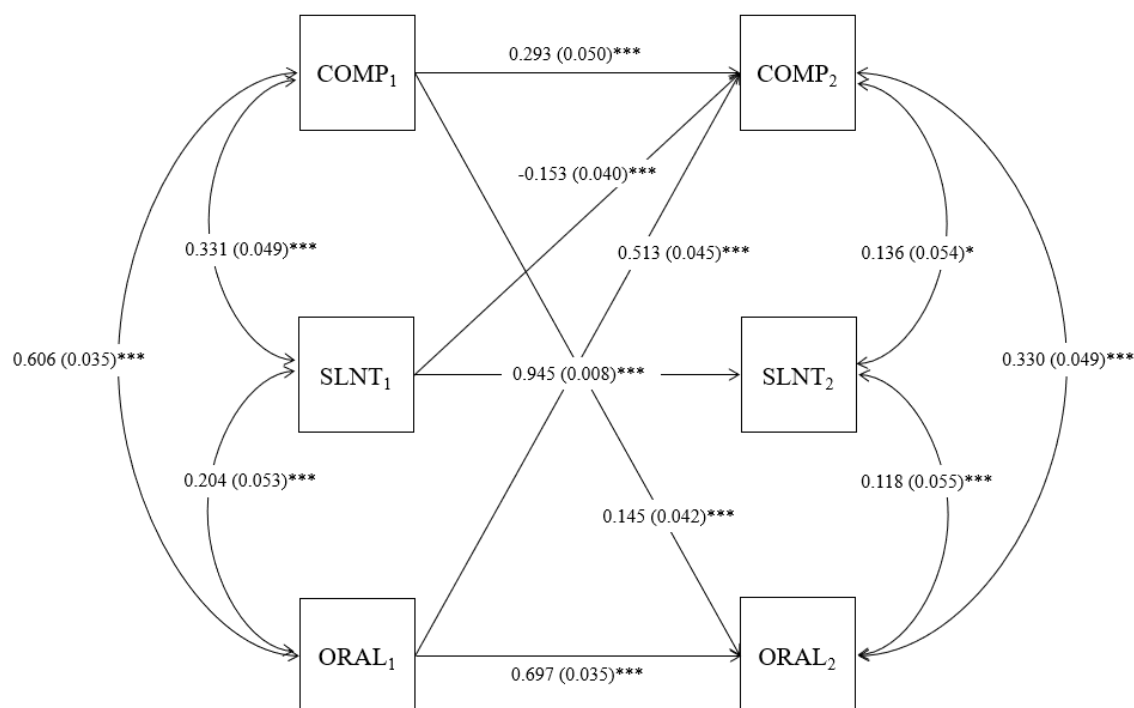 0.293 (0.050)***
COMP₁
COMP₂
-0.153 (0.040)***
0.331 (0.049)***
0.513 (0.045)***
0.136 (0.054)*
0.606 (0.035)***
SLNT₁
0.945 (0.008)***
SLNT₂
0.330 (0.049)***
0.204 (0.053)***
0.118 (0.055)***
0.145 (0.042)***
ORAL₁
ORAL₂
0.697 (0.035)***